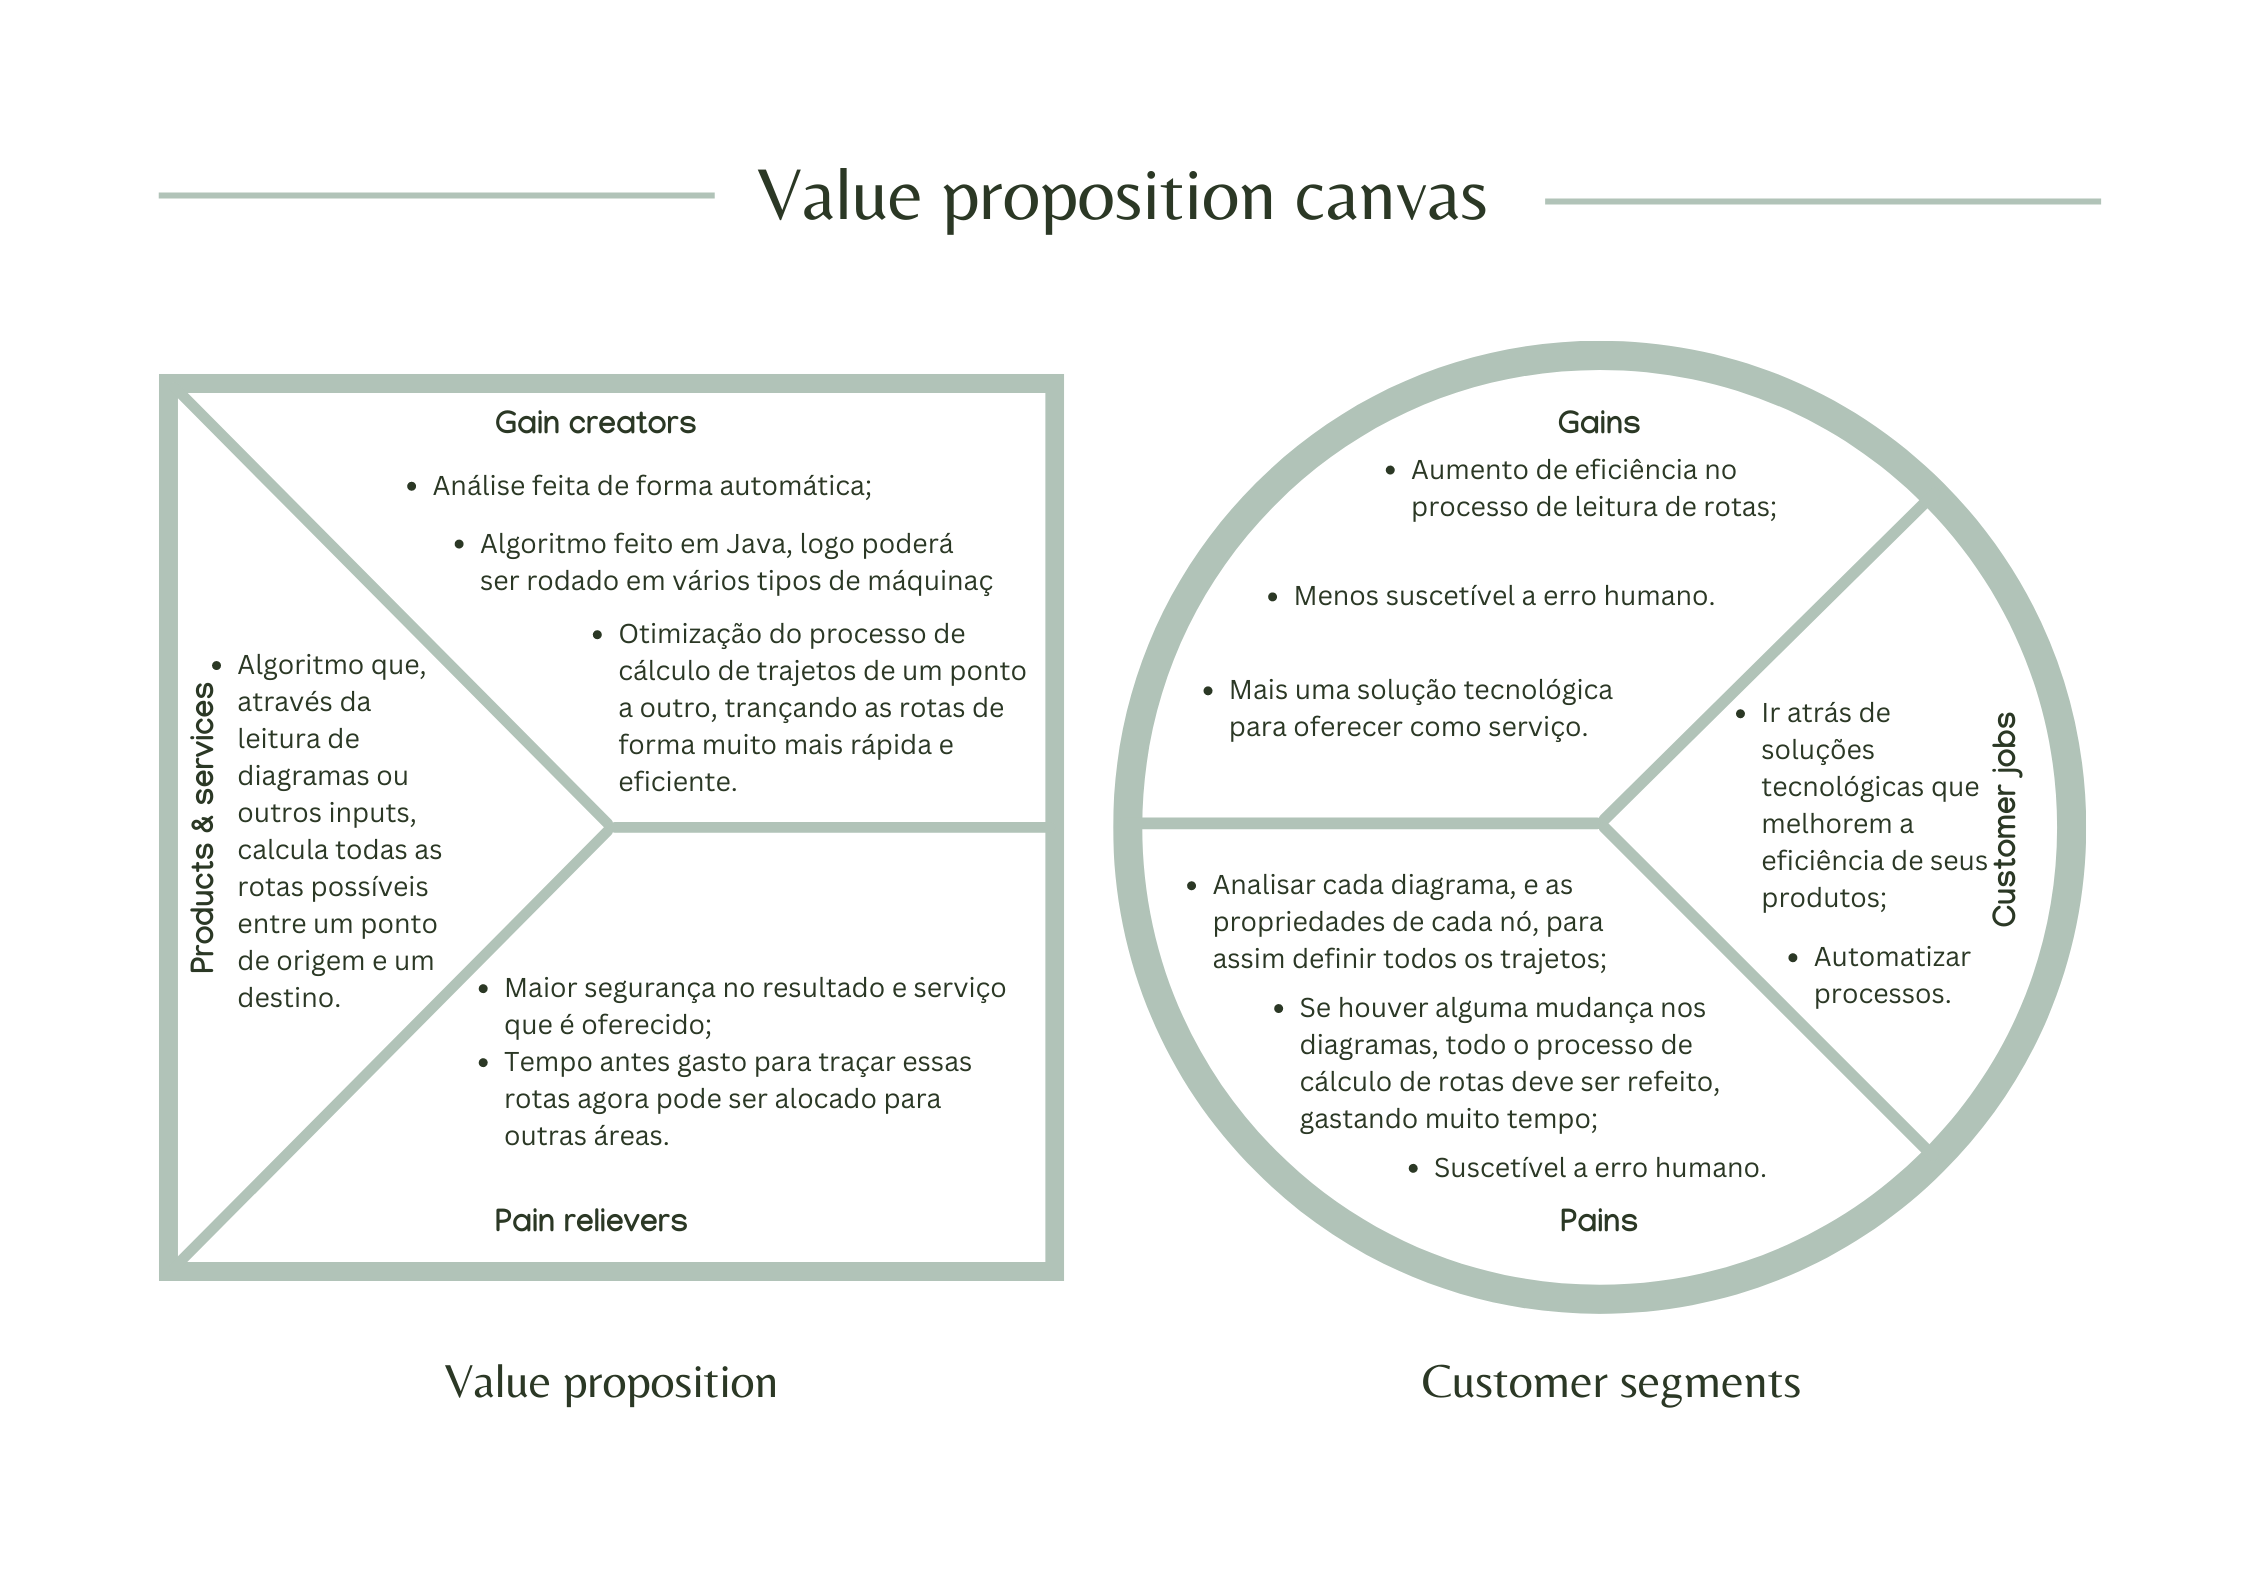 Value proposition canvas
Gain creators
• Análise feita de forma automática;
• Algoritmo feito em Java, logo poderá
ser rodado em vários tipos de máquinaç
• Otimização do processo de
cálculo de trajetos de um ponto
a outro, trançando as rotas de
forma muito mais rápida e
eficiente.
Products & services
• Algoritmo que,
através da
leitura de
diagramas ou
outros inputs,
calcula todas as
rotas possíveis
entre um ponto
de origem e um
destino.
• Maior segurança no resultado e serviço
que é oferecido;
• Tempo antes gasto para traçar essas
rotas agora pode ser alocado para
outras áreas.
Pain relievers
Value proposition
Gains
• Aumento de eficiência no
processo de leitura de rotas;
• Menos suscetível a erro humano.
• Mais uma solução tecnológica
para oferecer como serviço.
• Ir atrás de
soluções
tecnológicas que
melhorem a
eficiência de seus
produtos;
• Automatizar
processos.
Customer jobs
• Analisar cada diagrama, e as
propriedades de cada nó, para
assim definir todos os trajetos;
• Se houver alguma mudança nos
diagramas, todo o processo de
cálculo de rotas deve ser refeito,
gastando muito tempo;
• Suscetível a erro humano.
Pains
Customer segments